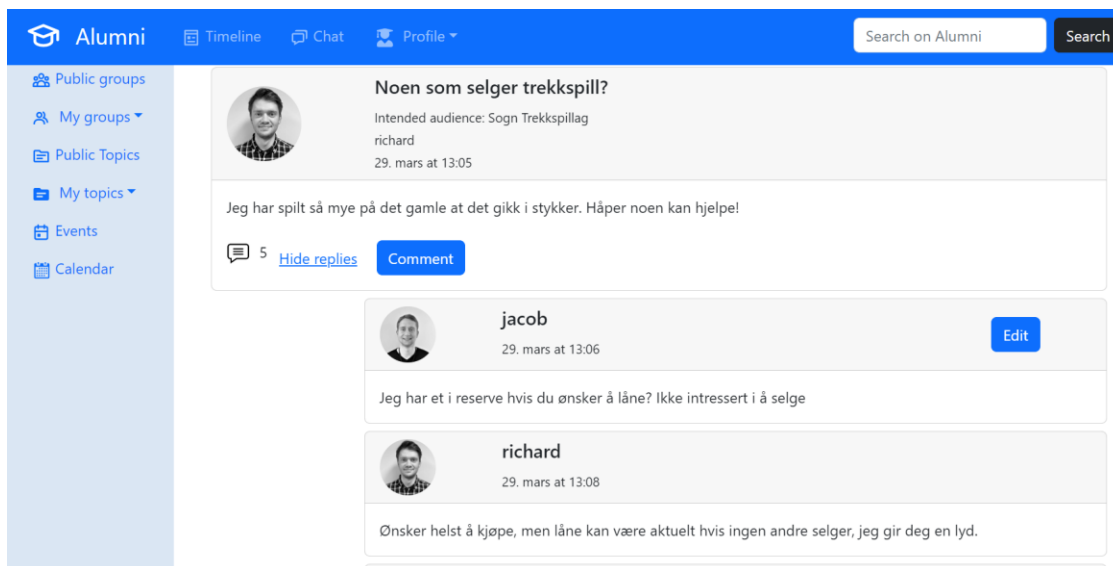 Alumni Timeline Chat Profile Search on Alumni Search
Public groups
My groups
Public Topics
My topics
Events
Calendar
Noen som selger trekkspill?
Intended audience: Sogn Trekkspillag
richard
29. mars at 13:05
Jeg har spilt så mye på det gamle at det gikk i stykker. Håper noen kan hjelpe!
5 Hide replies Comment
jacob
29. mars at 13:06
Edit
Jeg har et i reserve hvis du ønsker å låne? Ikke intressert i å selge
richard
29. mars at 13:08
Ønsker helst å kjøpe, men låne kan være aktuelt hvis ingen andre selger, jeg gir deg en lyd.